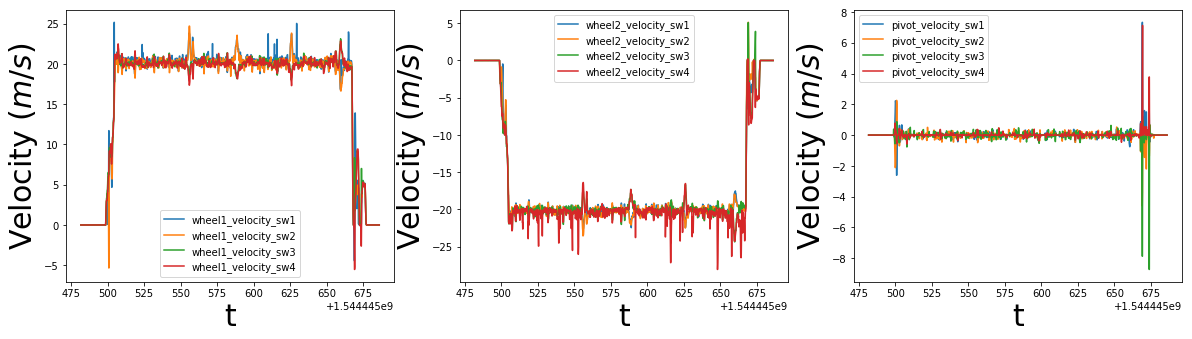 Velocity (m/s)
25
20
15
10
5
0
−5
wheel1_velocity_sw1
wheel1_velocity_sw2
wheel1_velocity_sw3
wheel1_velocity_sw4
475 500 525 550 575 600 625 650 675
+1.544445e9
t
Velocity (m/s)
5
0
−5
−10
−15
−20
−25
wheel2_velocity_sw1
wheel2_velocity_sw2
wheel2_velocity_sw3
wheel2_velocity_sw4
475 500 525 550 575 600 625 650 675
+1.544445e9
t
Velocity (m/s)
8
6
4
2
0
−2
−4
−6
−8
pivot_velocity_sw1
pivot_velocity_sw2
pivot_velocity_sw3
pivot_velocity_sw4
475 500 525 550 575 600 625 650 675
+1.544445e9
t